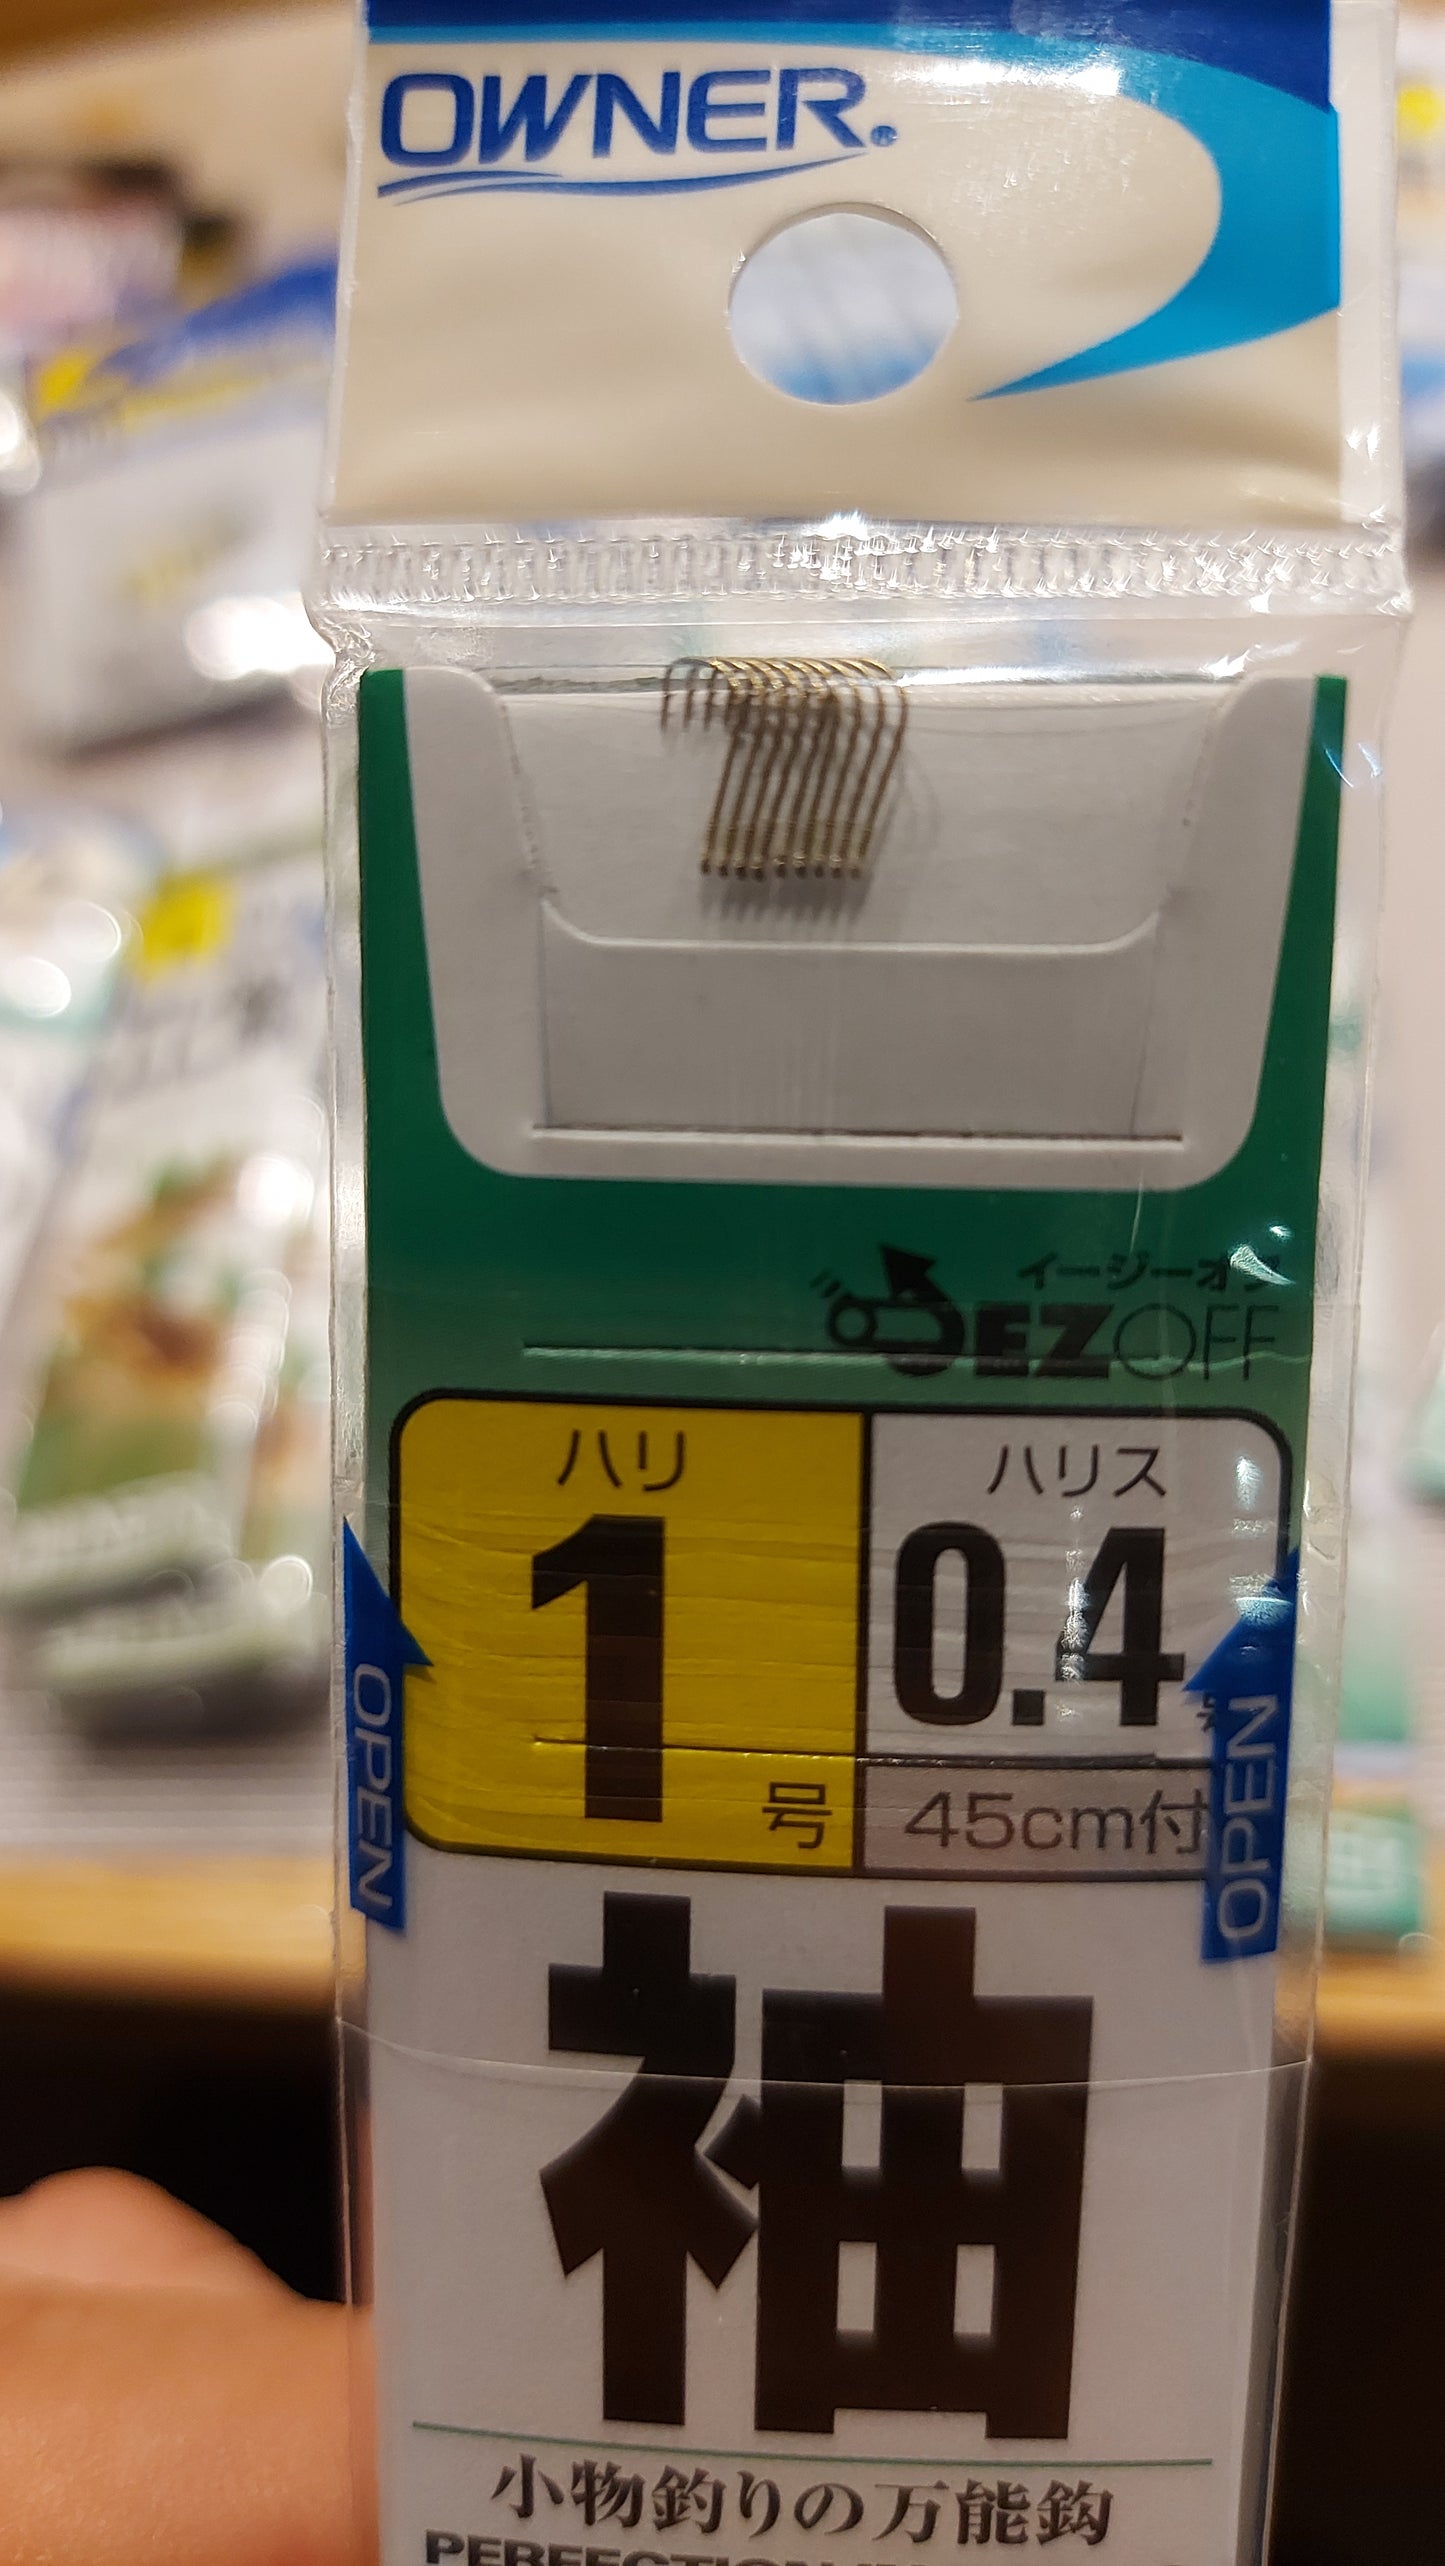 OWNER®
イージーオフ
EZOFF
ハリ
1号
ハリス
0.4
45cm付
OPEN
OPEN
袖
小物釣りの万能鈎
PERFECTION